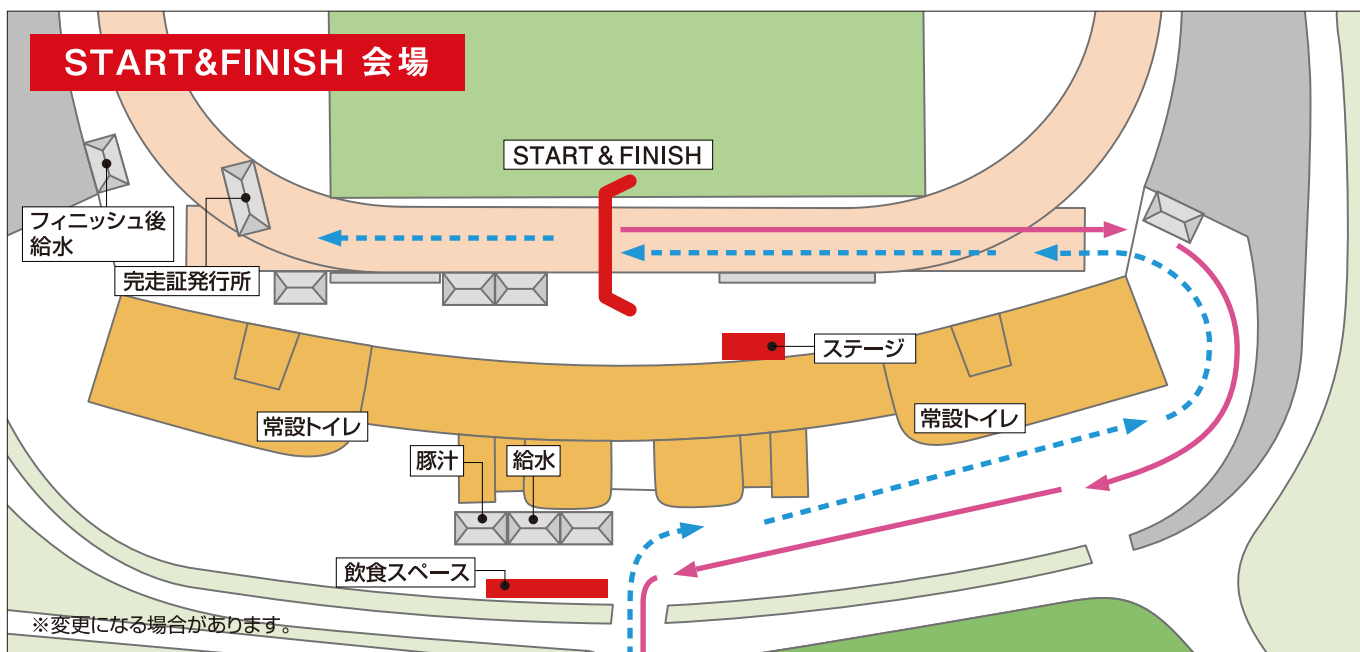 START&FINISH 会場
START & FINISH
フィニッシュ後
給水
完走証発行所
ステージ
常設トイレ
常設トイレ
豚汁
給水
飲食スペース
※変更になる場合があります。